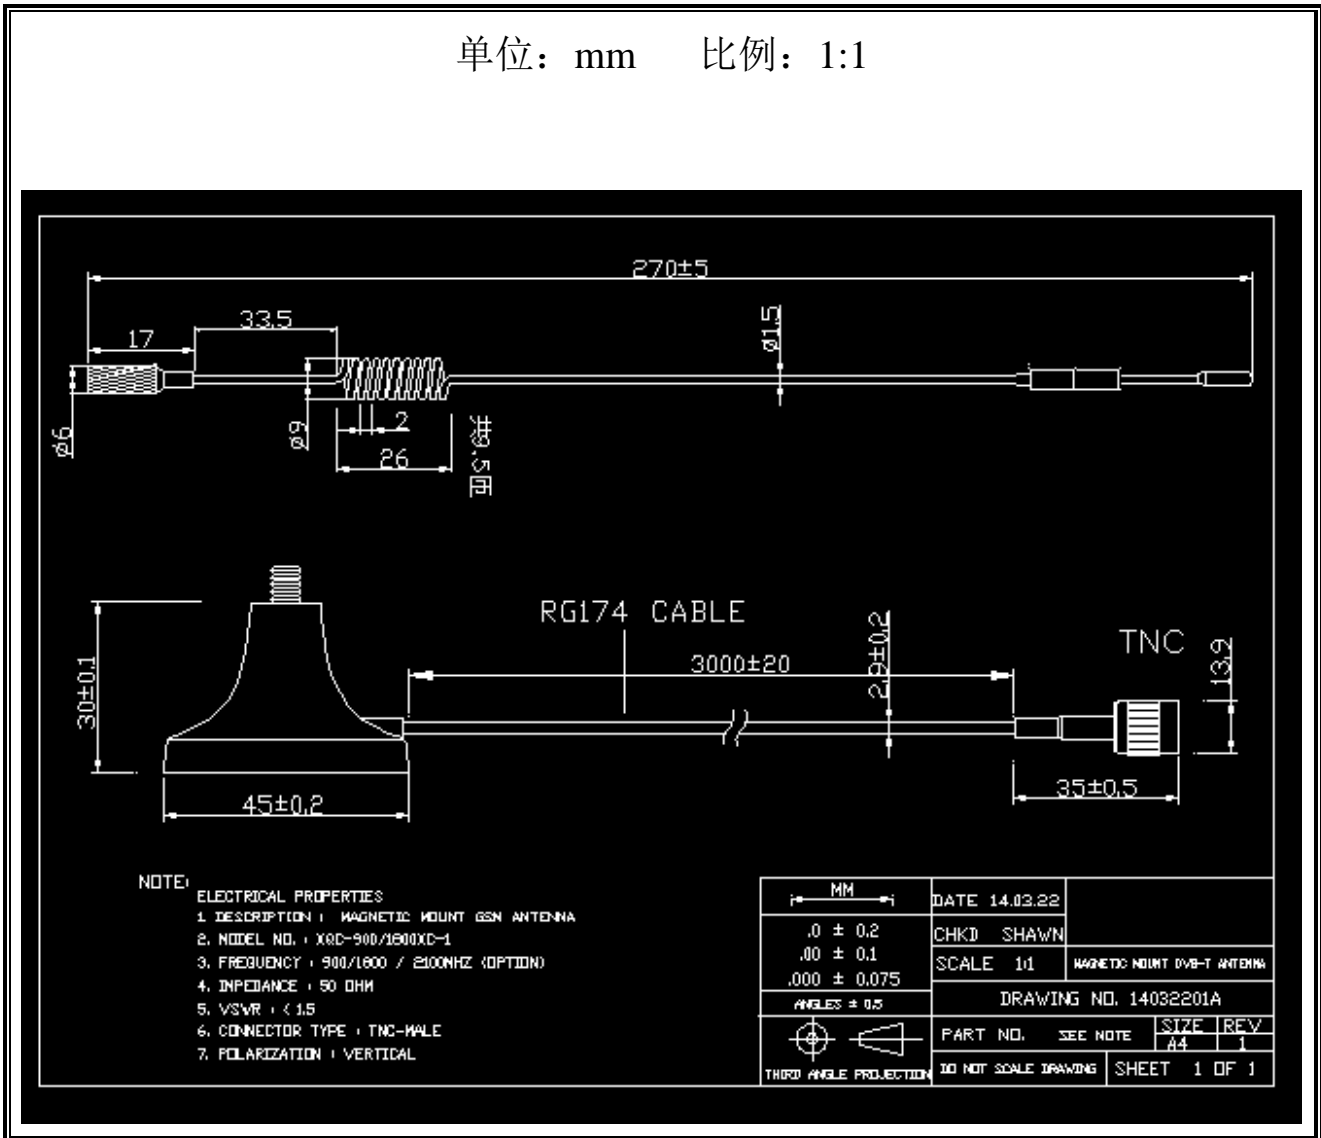 单位：mm 比例：1:1
270±5
33.5
17
ø1.5
ø6
ø9
2
26
共9.5匝
RG174 CABLE
3000±20
2.9±0.2
TNC
13.9
30±0.1
45±0.2
35±0.5
NOTE:
ELECTRICAL PROPERTIES
1. DESCRIPTION : MAGNETIC MOUNT GSM ANTENNA
2. MODEL NO. : XQC-900/1800XC-1
3. FREQUENCY : 900/1800 / 2100MHZ (OPTION)
4. IMPEDANCE : 50 OHM
5. VSWR : < 1.5
6. CONNECTOR TYPE : TNC-MALE
7. POLARIZATION : VERTICAL
MM
.0 ± 0.2
.00 ± 0.1
.000 ± 0.075
ANGLES ± 0.5
THIRD ANGLE PROJECTION
DATE 14.03.22
CHKD SHAWN
SCALE 1:1
MAGNETIC MOUNT DVB-T ANTENNA
DRAWING NO. 14032201A
PART NO. SEE NOTE
SIZE A4
REV 1
DO NOT SCALE DRAWING
SHEET 1 OF 1